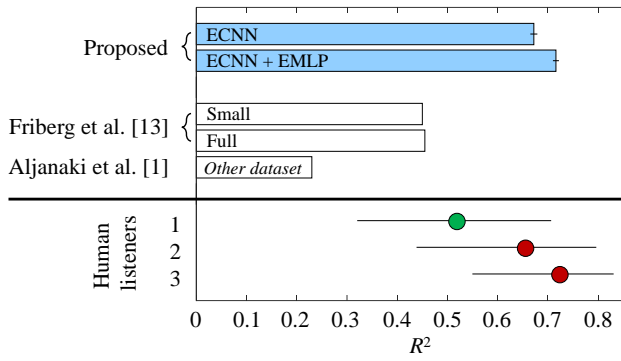 Proposed
ECNN
ECNN + EMLP
Friberg et al. [13]
Small
Full
Aljanaki et al. [1]
Other dataset
Human
listeners
1
2
3
0 0.1 0.2 0.3 0.4 0.5 0.6 0.7 0.8
R²